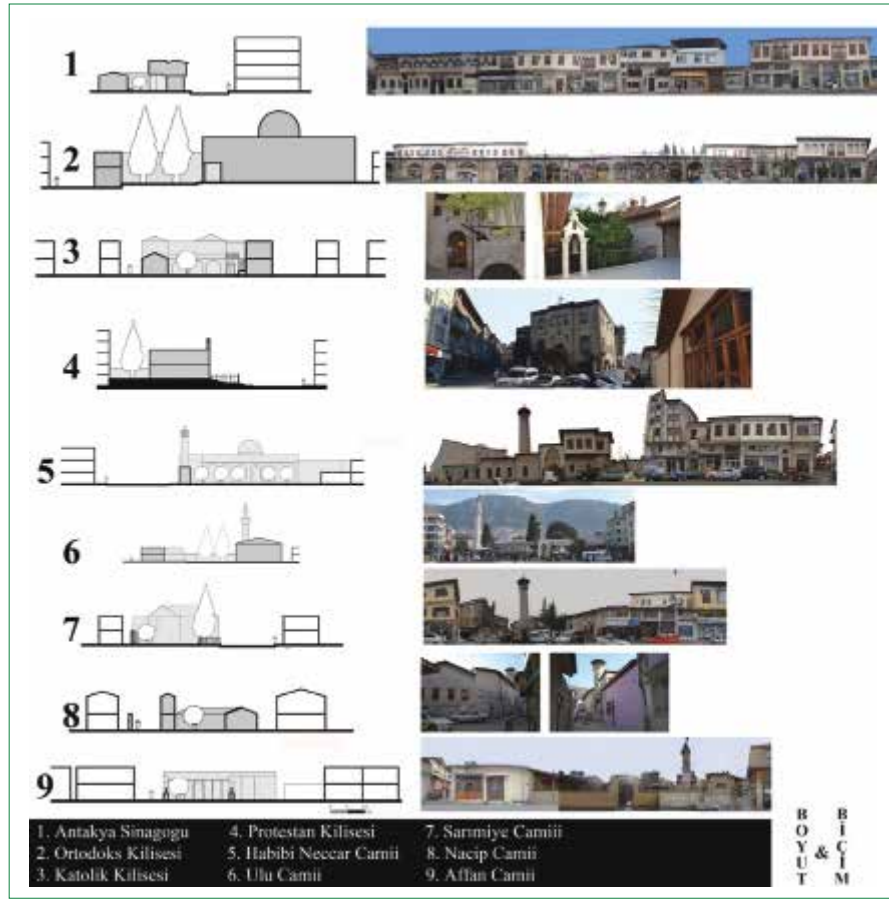 1
2
3
4
5
6
7
8
9
1. Antakya Sinagogu
2. Ortodoks Kilisesi
3. Katolik Kilisesi
4. Protestan Kilisesi
5. Habibi Neccar Camii
6. Ulu Camii
7. Sarımiye Camiii
8. Nacip Camii
9. Affan Camii
BOYUT
&
BİÇİM